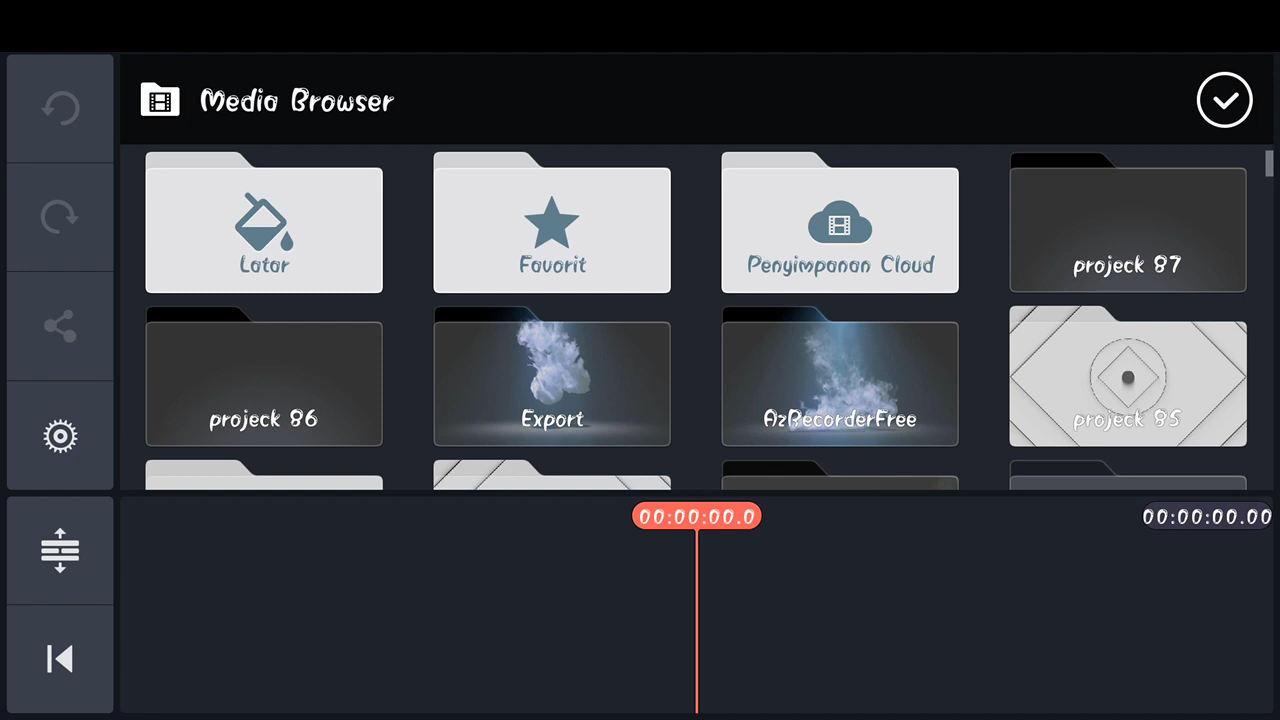 Media Browser
Latar
Favorit
Penyimpanan Cloud
projeck 87
projeck 86
Export
AzRecorderFree
projeck 85
00:00:00.0
00:00:00.00